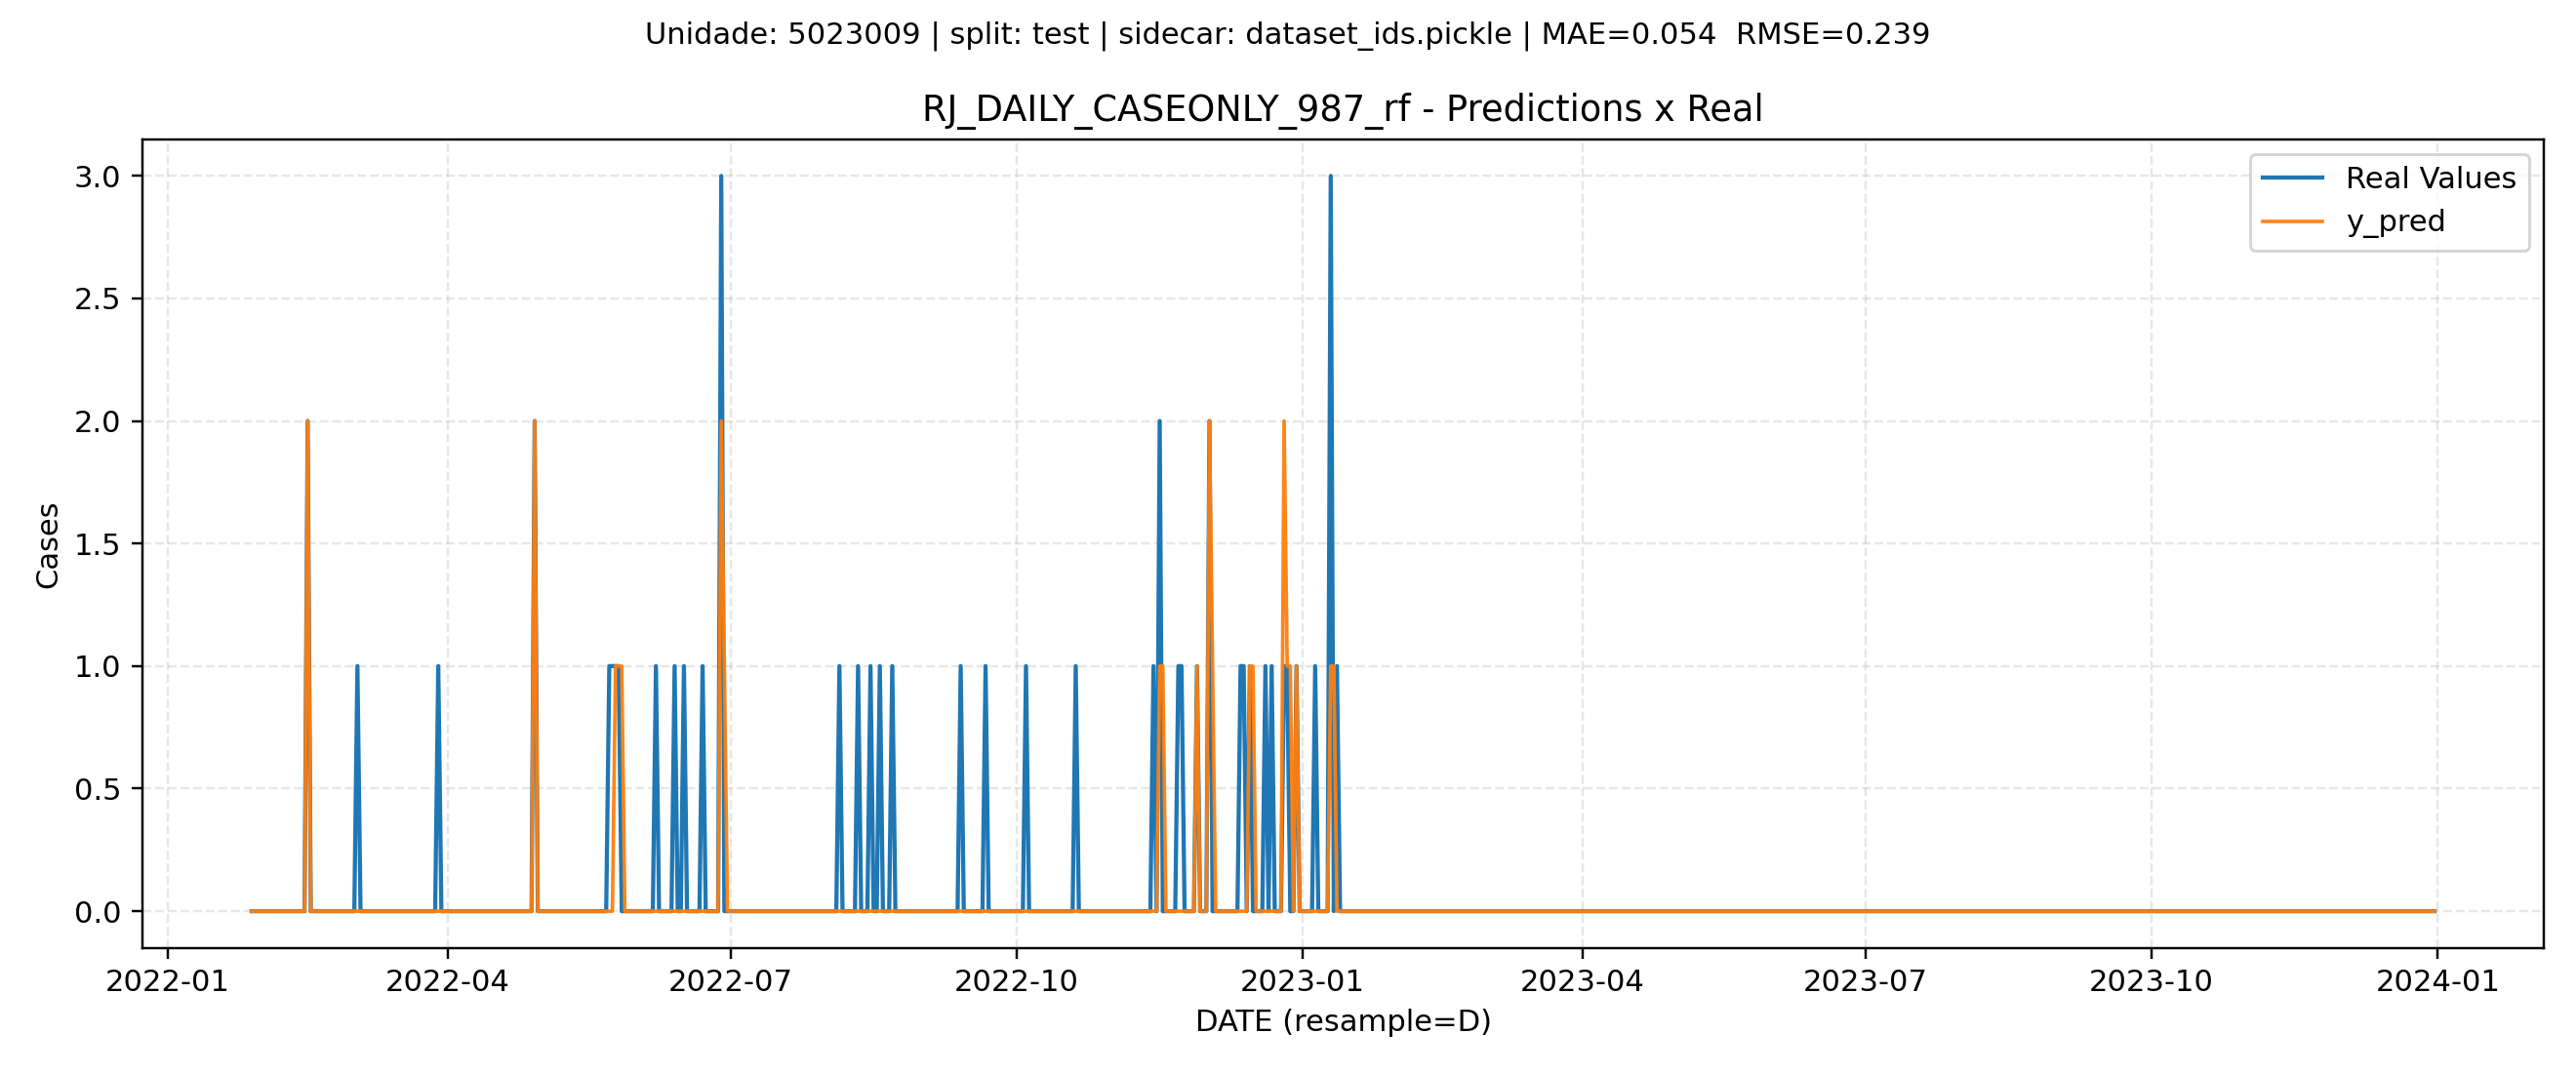 Unidade: 5023009 | split: test | sidecar: dataset_ids.pickle | MAE=0.054  RMSE=0.239
RJ_DAILY_CASEONLY_987_rf - Predictions x Real
Real Values
y_pred
3.0
2.5
2.0
1.5
1.0
0.5
0.0
Cases
2022-01
2022-04
2022-07
2022-10
2023-01
2023-04
2023-07
2023-10
2024-01
DATE (resample=D)